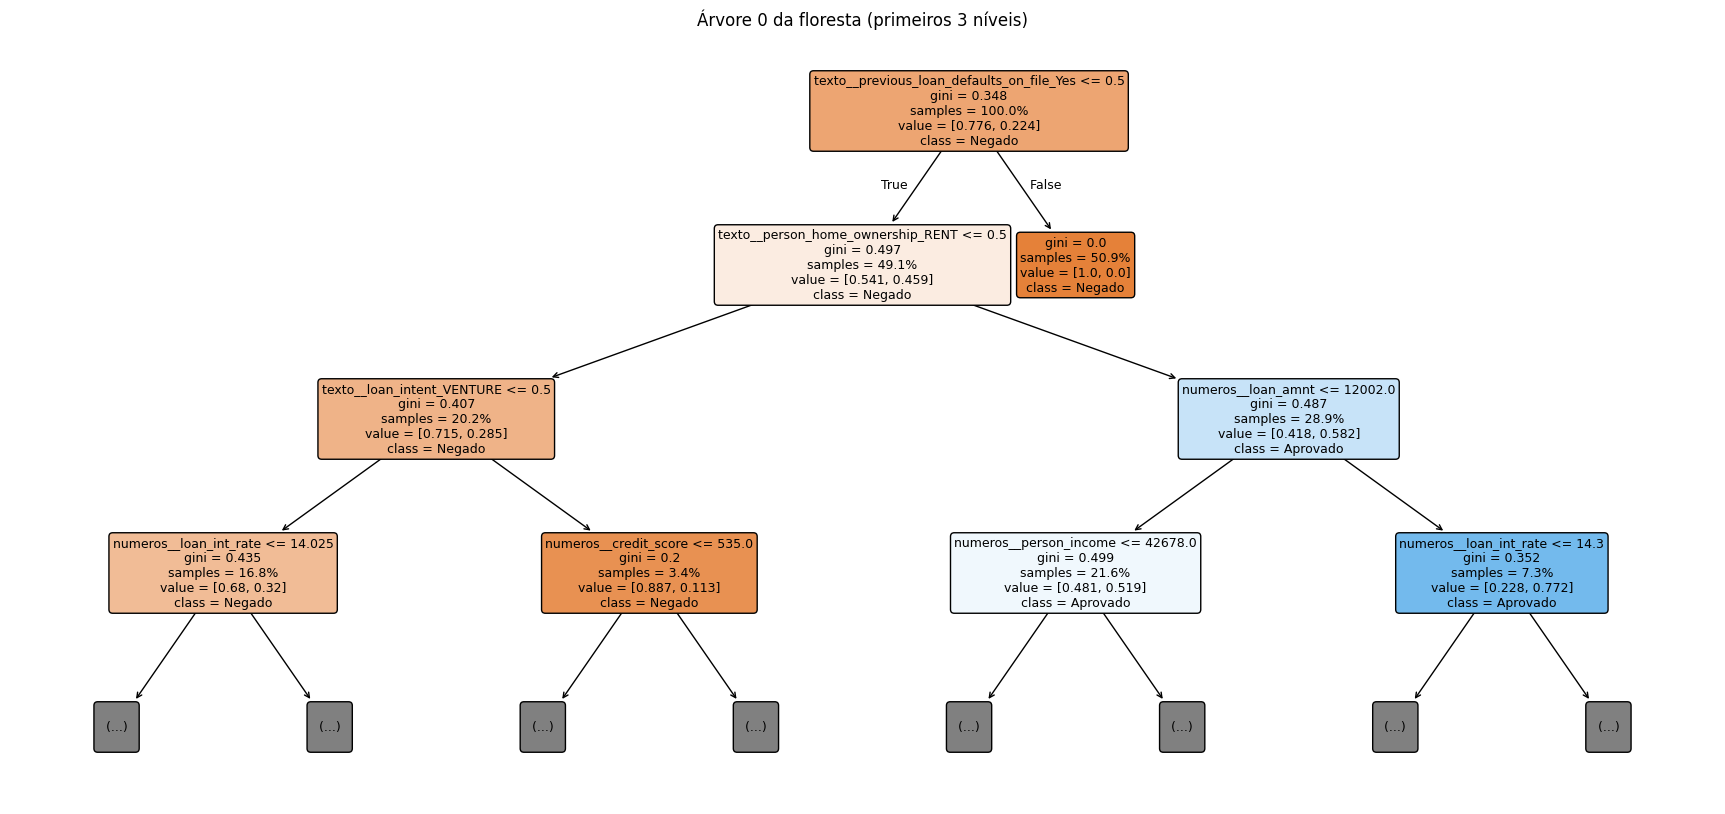 Árvore 0 da floresta (primeiros 3 níveis)
texto__previous_loan_defaults_on_file_Yes <= 0.5
gini = 0.348
samples = 100.0%
value = [0.776, 0.224]
class = Negado
True
False
texto__person_home_ownership_RENT <= 0.5
gini = 0.497
samples = 49.1%
value = [0.541, 0.459]
class = Negado
gini = 0.0
samples = 50.9%
value = [1.0, 0.0]
class = Negado
texto__loan_intent_VENTURE <= 0.5
gini = 0.407
samples = 20.2%
value = [0.715, 0.285]
class = Negado
numeros__loan_amnt <= 12002.0
gini = 0.487
samples = 28.9%
value = [0.418, 0.582]
class = Aprovado
numeros__loan_int_rate <= 14.025
gini = 0.435
samples = 16.8%
value = [0.68, 0.32]
class = Negado
numeros__credit_score <= 535.0
gini = 0.2
samples = 3.4%
value = [0.887, 0.113]
class = Negado
numeros__person_income <= 42678.0
gini = 0.499
samples = 21.6%
value = [0.481, 0.519]
class = Aprovado
numeros__loan_int_rate <= 14.3
gini = 0.352
samples = 7.3%
value = [0.228, 0.772]
class = Aprovado
(...)
(...)
(...)
(...)
(...)
(...)
(...)
(...)